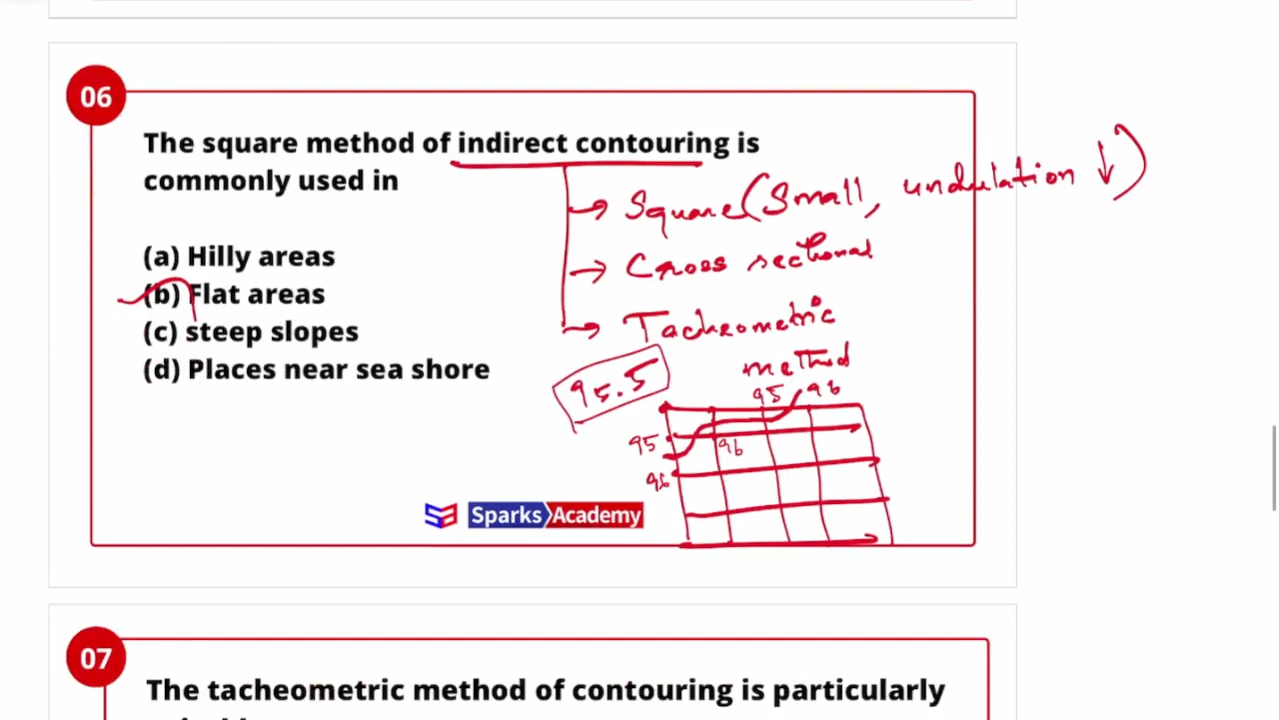 06
The square method of indirect contouring is
commonly used in
(a) Hilly areas
(b) Flat areas
(c) steep slopes
(d) Places near sea shore
→ Square (Small, undulation ↓)
→ Cross sectional
→ Tacheometric
method
95.5
95 96
95 96
96
Sparks Academy
07
The tacheometric method of contouring is particularly